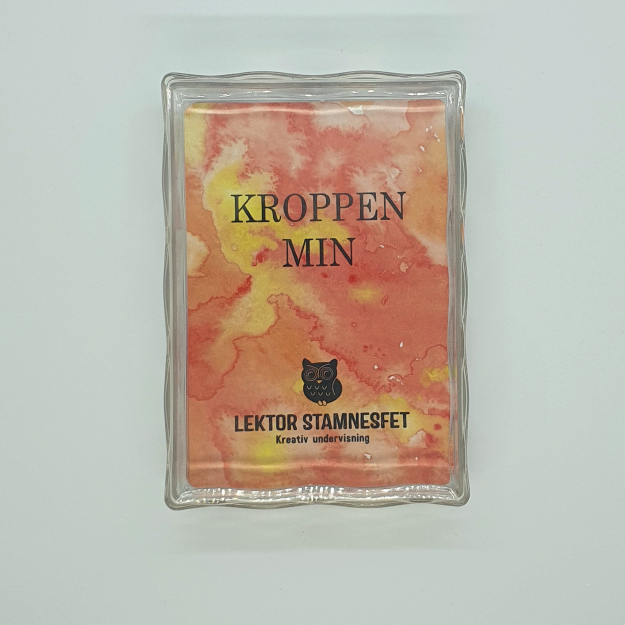 KROPPEN
MIN
LEKTOR STAMNESFET
Kreativ undervisning